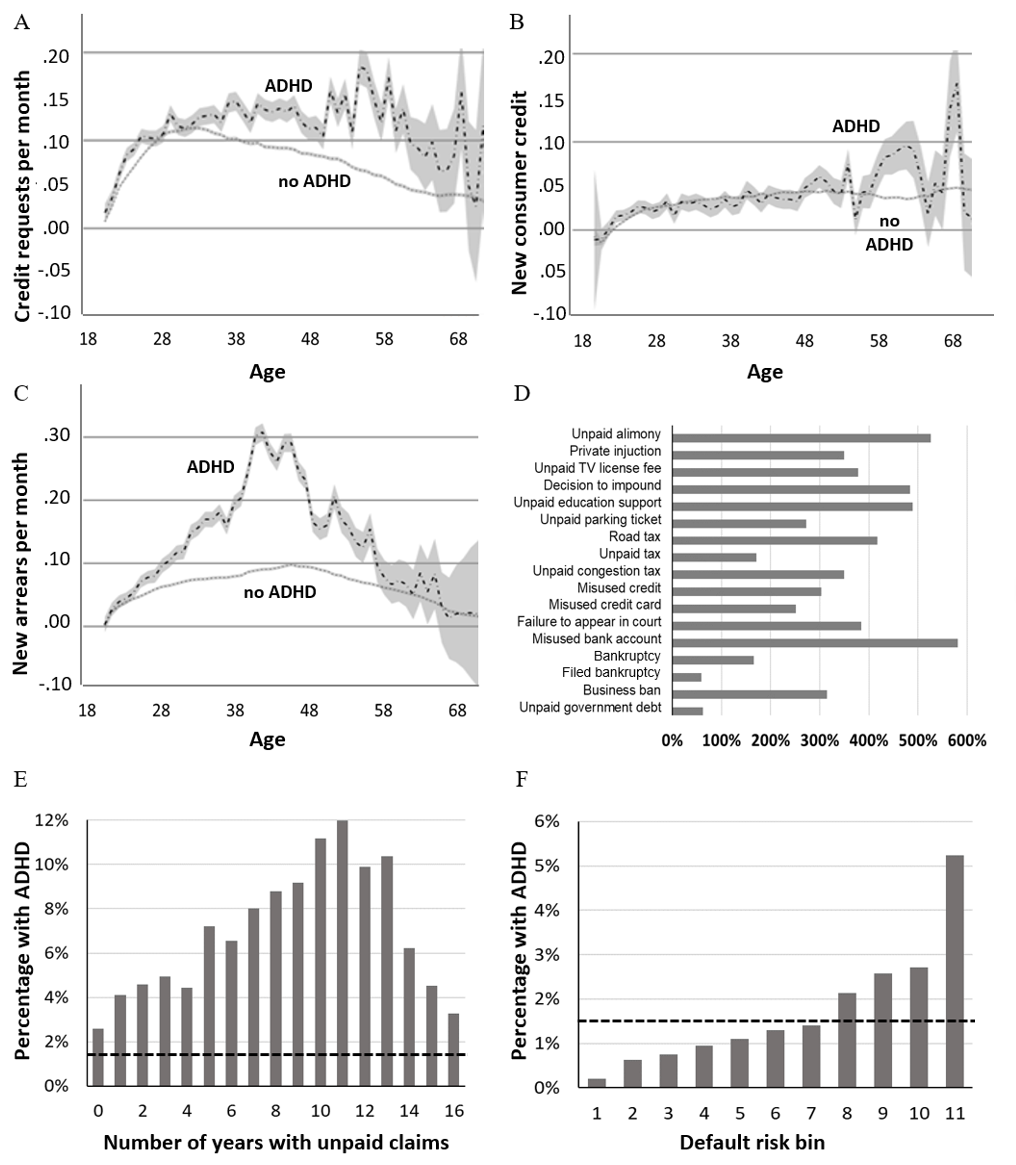 A
Credit requests per month
.20
.15
.10
.05
.00
-.05
-.10
ADHD
no ADHD
18 28 38 48 58 68
Age
B
New consumer credit
.20
.15
.10
.05
.00
.05
-.10
ADHD
no
ADHD
18 28 38 48 58 68
Age
C
New arrears per month
.30
.20
.10
.00
-.10
ADHD
no ADHD
18 28 38 48 58 68
Age
D
Unpaid alimony
Private injuction
Unpaid TV license fee
Decision to impound
Unpaid education support
Unpaid parking ticket
Road tax
Unpaid tax
Unpaid congestion tax
Misused credit
Misused credit card
Failure to appear in court
Misused bank account
Bankruptcy
Filed bankruptcy
Business ban
Unpaid government debt
0% 100% 200% 300% 400% 500% 600%
E
Percentage with ADHD
12%
10%
8%
6%
4%
2%
0%
0 2 4 6 8 10 12 14 16
Number of years with unpaid claims
F
Percentage with ADHD
6%
5%
4%
3%
2%
1%
0%
1 2 3 4 5 6 7 8 9 10 11
Default risk bin